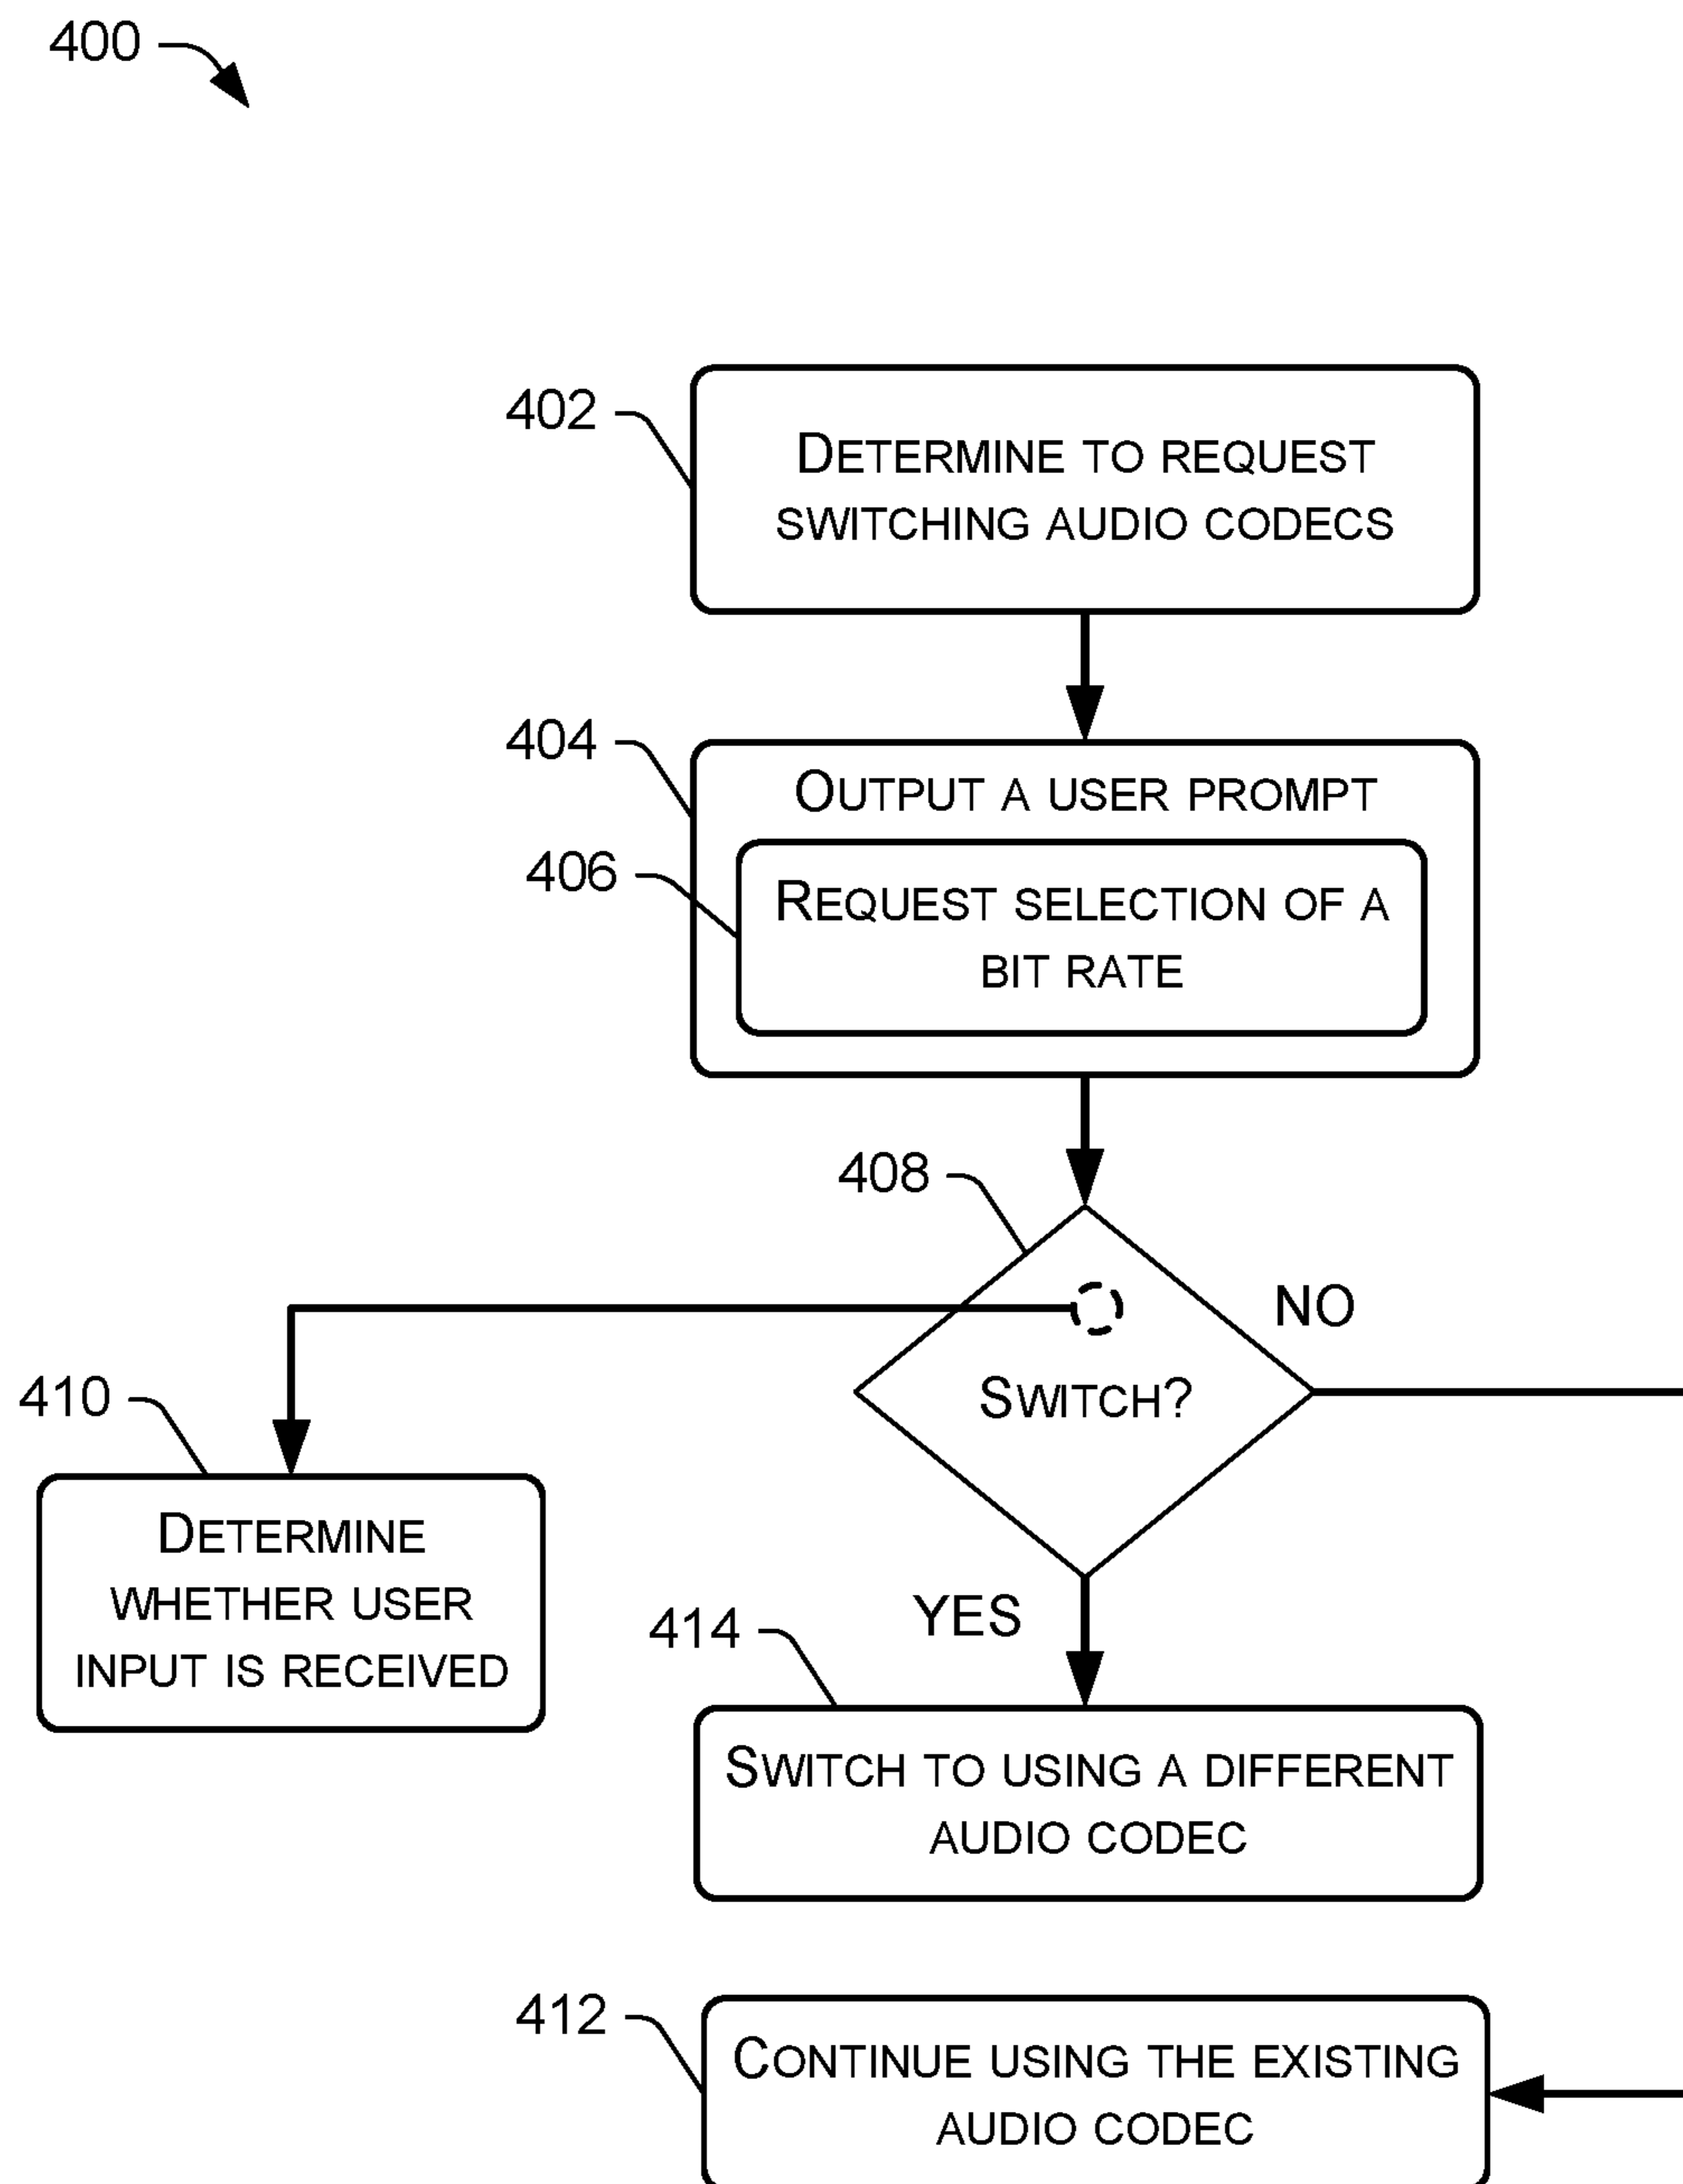 400
402
Determine to request
switching audio codecs
404
Output a user prompt
406
Request selection of a
bit rate
408
NO
Switch?
410
Determine
whether user
input is received
YES
414
Switch to using a different
audio codec
412
Continue using the existing
audio codec